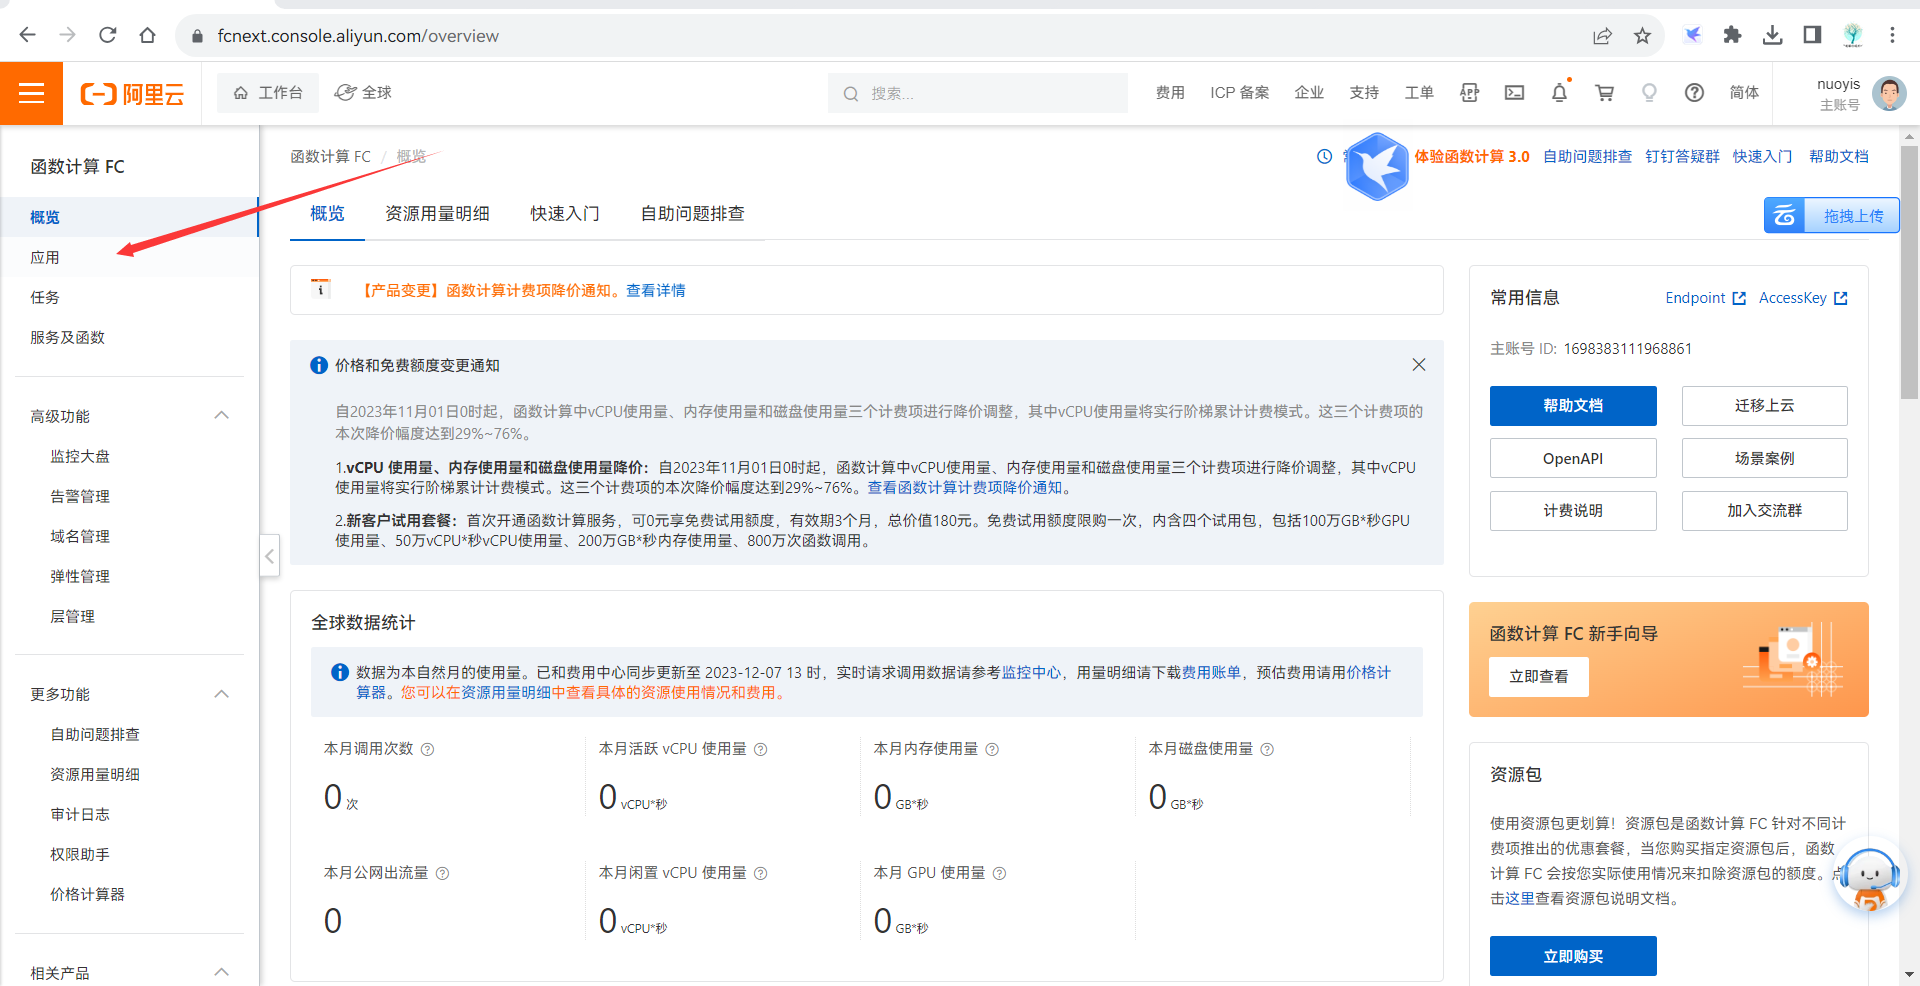 fcnext.console.aliyun.com/overview
阿里云
工作台
全球
搜索...
费用
ICP 备案
企业
支持
工单
简体
nuoyis
主账号
函数计算 FC
概览
应用
任务
服务及函数
高级功能
监控大盘
告警管理
域名管理
弹性管理
层管理
更多功能
自助问题排查
资源用量明细
审计日志
权限助手
价格计算器
相关产品
函数计算 FC / 概览
体验函数计算 3.0
自助问题排查
钉钉答疑群
快速入门
帮助文档
概览
资源用量明细
快速入门
自助问题排查
拖拽上传
【产品变更】函数计算计费项降价通知。查看详情
价格和免费额度变更通知
自2023年11月01日0时起，函数计算中vCPU使用量、内存使用量和磁盘使用量三个计费项进行降价调整，其中vCPU使用量将实行阶梯累计计费模式。这三个计费项的
本次降价幅度达到29%~76%。
1.vCPU 使用量、内存使用量和磁盘使用量降价：自2023年11月01日0时起，函数计算中vCPU使用量、内存使用量和磁盘使用量三个计费项进行降价调整，其中vCPU
使用量将实行阶梯累计计费模式。这三个计费项的本次降价幅度达到29%~76%。查看函数计算计费项降价通知。
2.新客户试用套餐：首次开通函数计算服务，可0元享免费试用额度，有效期3个月，总价值180元。免费试用额度限购一次，内含四个试用包，包括100万GB*秒GPU
使用量、50万vCPU*秒vCPU使用量、200万GB*秒内存使用量、800万次函数调用。
全球数据统计
数据为本自然月的使用量。已和费用中心同步更新至 2023-12-07 13 时，实时请求调用数据请参考监控中心，用量明细请下载费用账单，预估费用请用价格计
算器。您可以在资源用量明细中查看具体的资源使用情况和费用。
本月调用次数
0 次
本月活跃 vCPU 使用量
0 vCPU*秒
本月内存使用量
0 GB*秒
本月磁盘使用量
0 GB*秒
本月公网出流量
0
本月闲置 vCPU 使用量
0 vCPU*秒
本月 GPU 使用量
0 GB*秒
常用信息
Endpoint
AccessKey
主账号 ID: 1698383111968861
帮助文档
迁移上云
OpenAPI
场景案例
计费说明
加入交流群
函数计算 FC 新手向导
立即查看
资源包
使用资源包更划算！资源包是函数计算 FC 针对不同计
费项推出的优惠套餐，当您购买指定资源包后，函数
计算 FC 会按您实际使用情况来扣除资源包的额度。点
击这里查看资源包说明文档。
立即购买